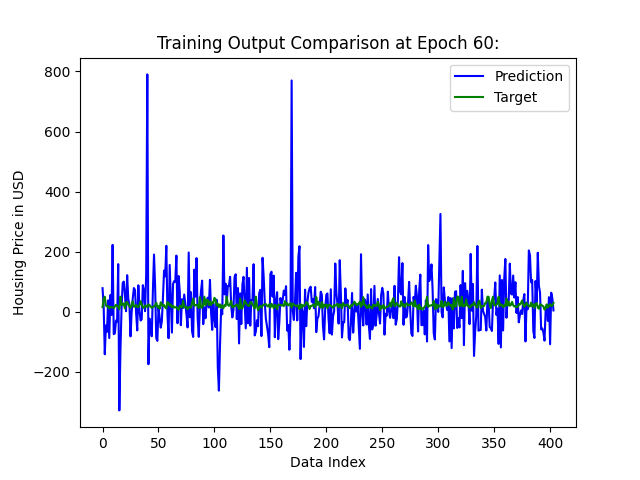 Training Output Comparison at Epoch 60:
Prediction
Target
Housing Price in USD
800
600
400
200
0
−200
0 50 100 150 200 250 300 350 400
Data Index